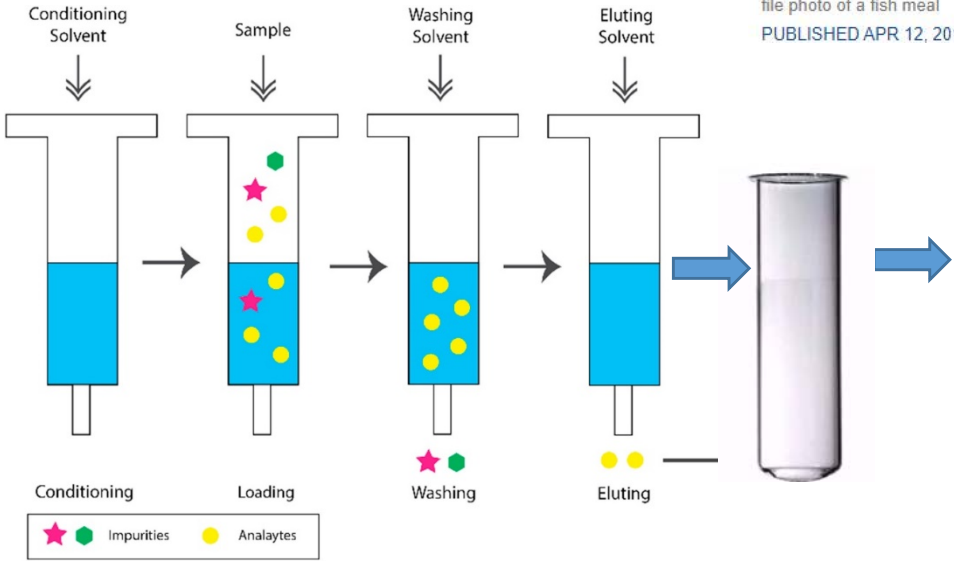 Conditioning
Solvent
Sample
Washing
Solvent
Eluting
Solvent
file photo of a fish meal
PUBLISHED APR 12, 20
Conditioning
Loading
Washing
Eluting
Impurities
Analaytes